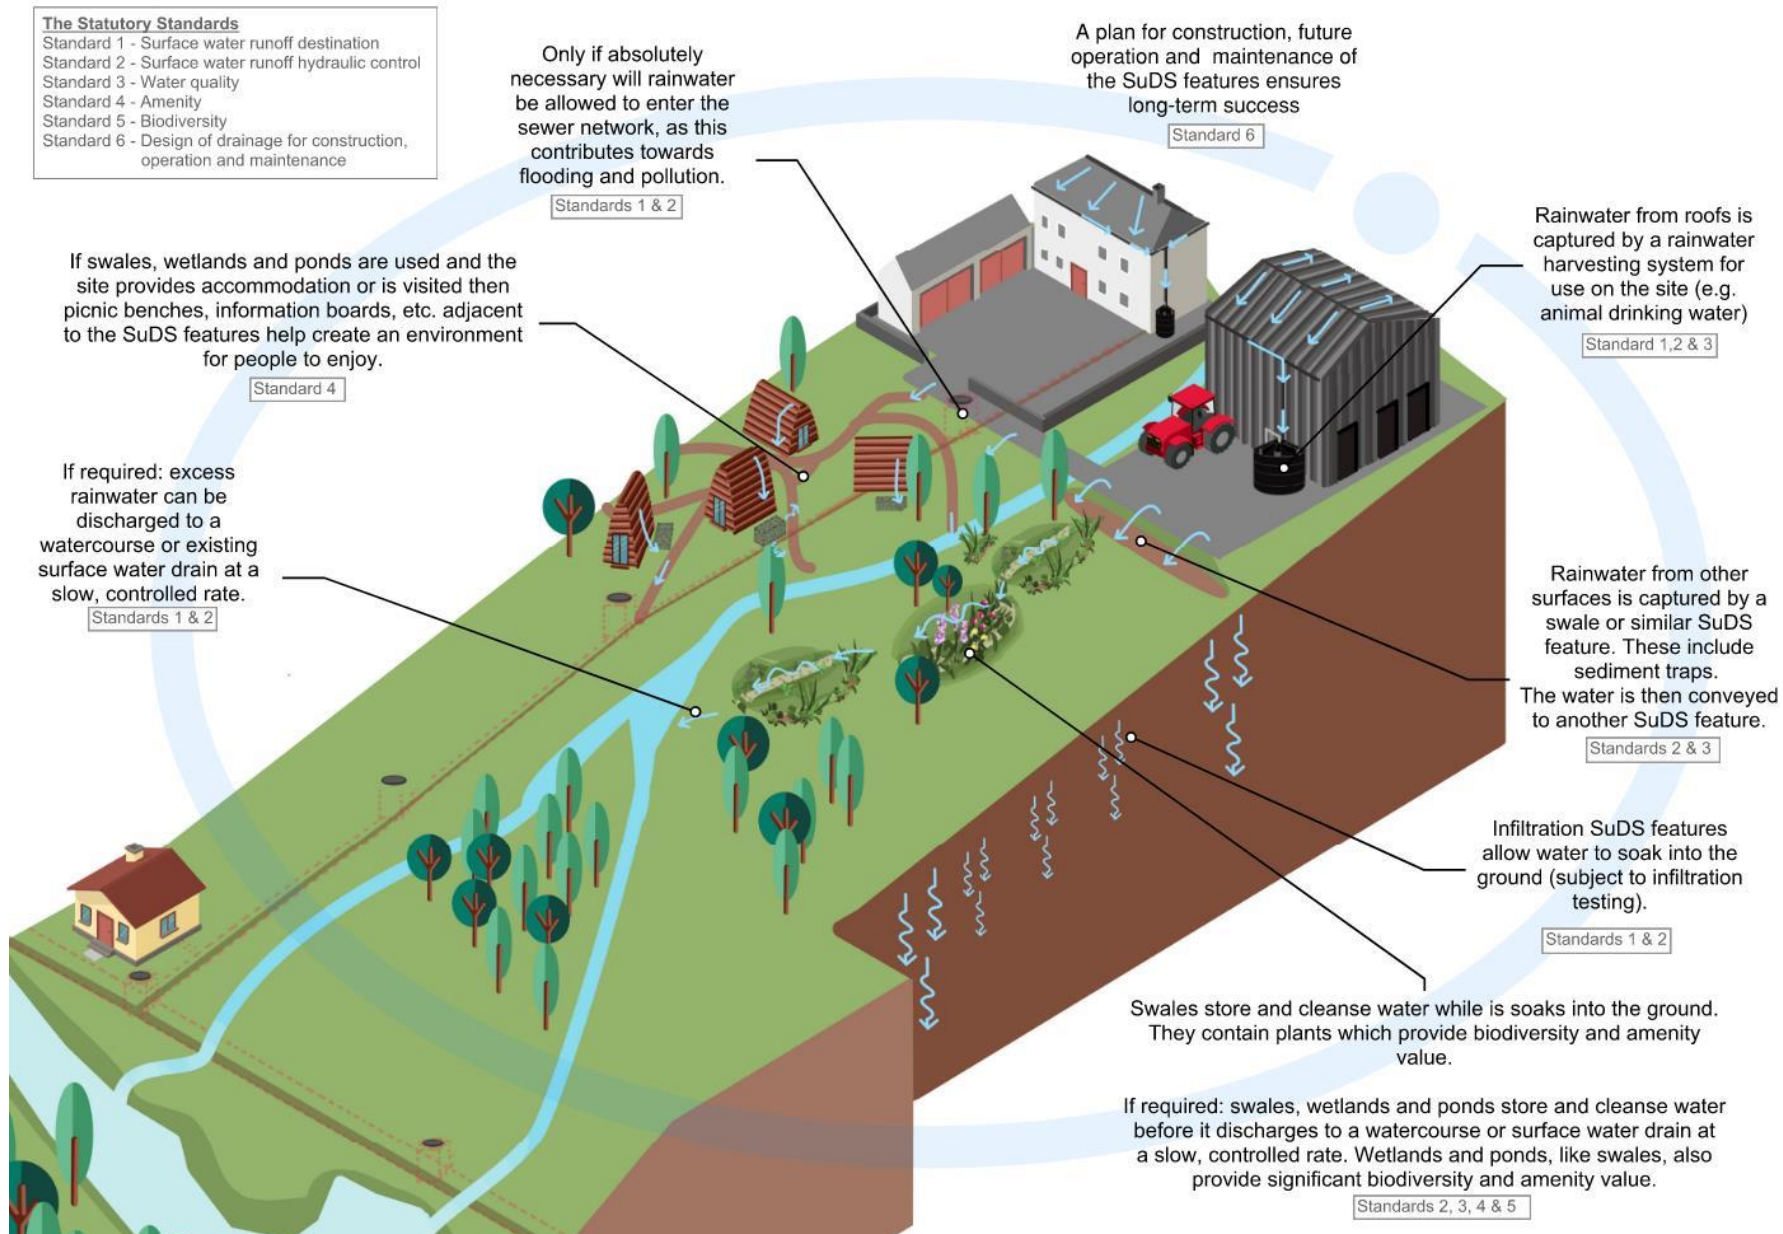 The Statutory Standards
Standard 1 - Surface water runoff destination
Standard 2 - Surface water runoff hydraulic control
Standard 3 - Water quality
Standard 4 - Amenity
Standard 5 - Biodiversity
Standard 6 - Design of drainage for construction,
operation and maintenance
Only if absolutely
necessary will rainwater
be allowed to enter the
sewer network, as this
contributes towards
flooding and pollution.
Standards 1 & 2
A plan for construction, future
operation and maintenance of
the SuDS features ensures
long-term success
Standard 6
Rainwater from roofs is
captured by a rainwater
harvesting system for
use on the site (e.g.
animal drinking water)
Standard 1,2 & 3
If swales, wetlands and ponds are used and the
site provides accommodation or is visited then
picnic benches, information boards, etc. adjacent
to the SuDS features help create an environment
for people to enjoy.
Standard 4
If required: excess
rainwater can be
discharged to a
watercourse or existing
surface water drain at a
slow, controlled rate.
Standards 1 & 2
Rainwater from other
surfaces is captured by a
swale or similar SuDS
feature. These include
sediment traps.
The water is then conveyed
to another SuDS feature.
Standards 2 & 3
Infiltration SuDS features
allow water to soak into the
ground (subject to infiltration
testing).
Standards 1 & 2
Swales store and cleanse water while is soaks into the ground.
They contain plants which provide biodiversity and amenity
value.
If required: swales, wetlands and ponds store and cleanse water
before it discharges to a watercourse or surface water drain at
a slow, controlled rate. Wetlands and ponds, like swales, also
provide significant biodiversity and amenity value.
Standards 2, 3, 4 & 5